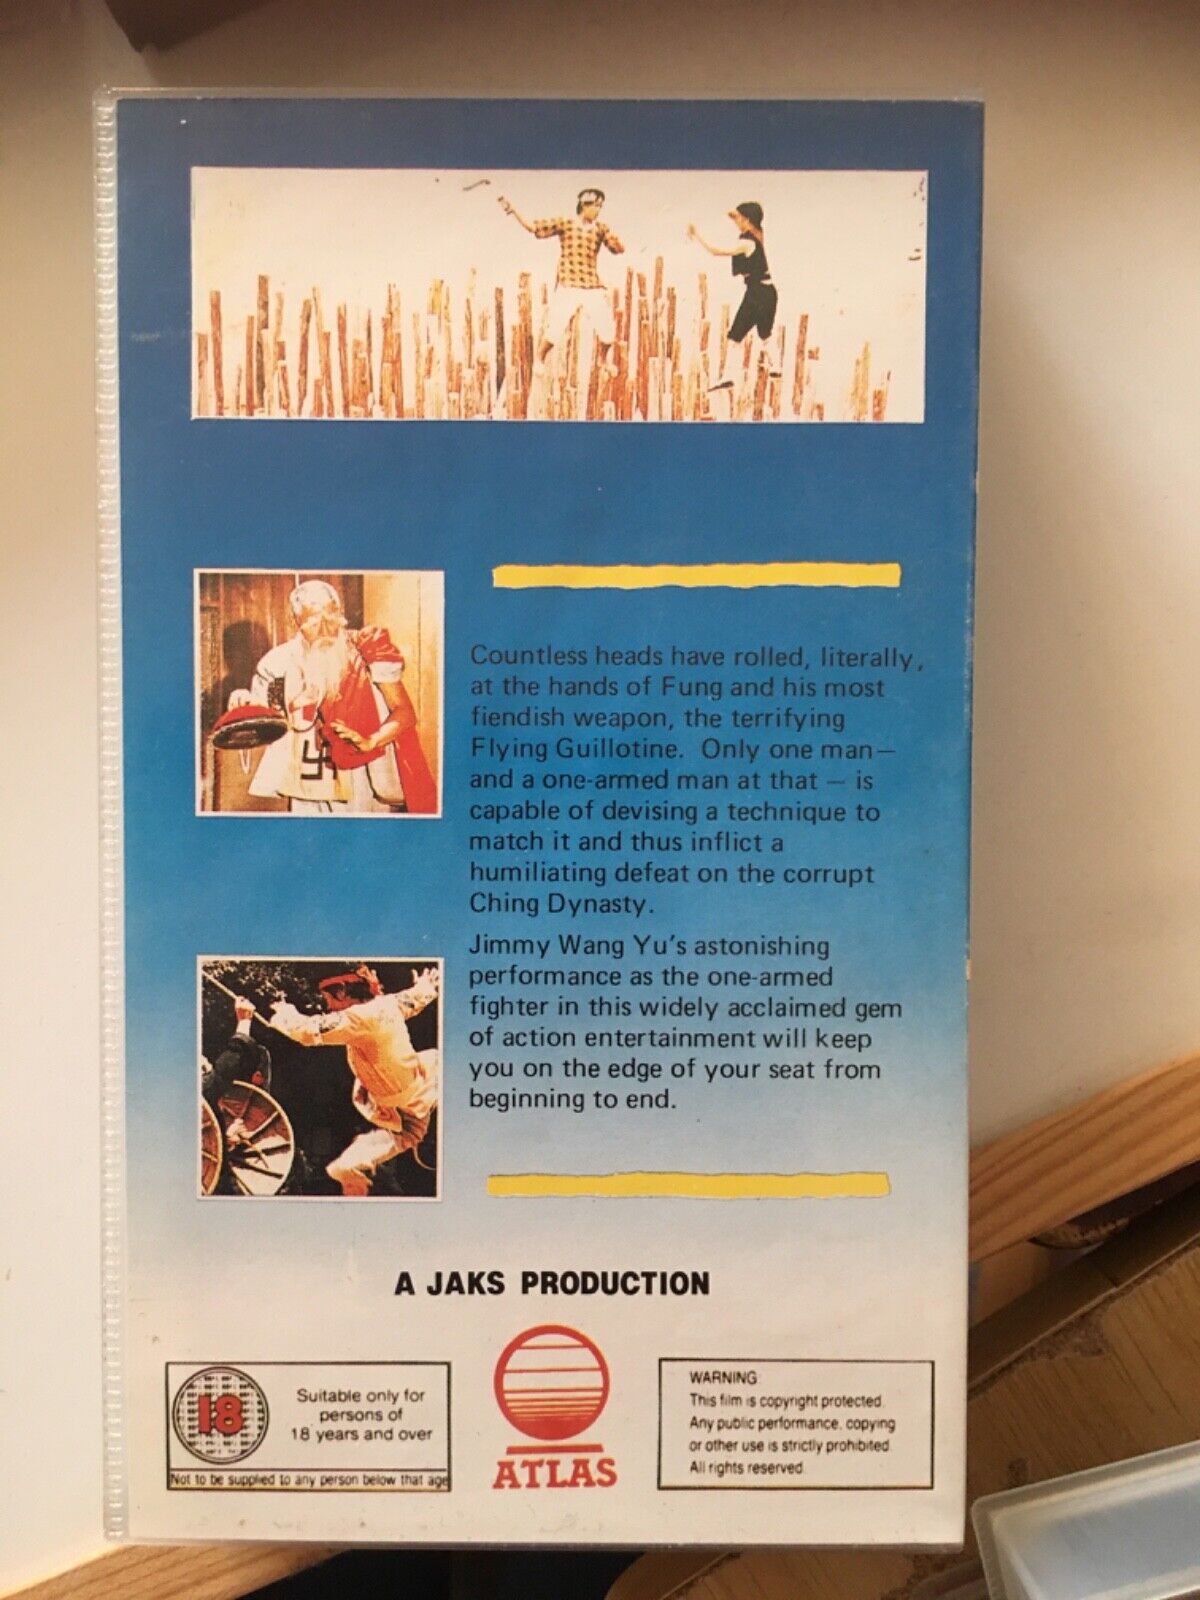 Countless heads have rolled, literally,
at the hands of Fung and his most
fiendish weapon, the terrifying
Flying Guillotine. Only one man—
and a one-armed man at that — is
capable of devising a technique to
match it and thus inflict a
humiliating defeat on the corrupt
Ching Dynasty.
Jimmy Wang Yu's astonishing
performance as the one-armed
fighter in this widely acclaimed gem
of action entertainment will keep
you on the edge of your seat from
beginning to end.
A JAKS PRODUCTION
18
Suitable only for
persons of
18 years and over
Not to be supplied to any person below that age
ATLAS
WARNING
This film is copyright protected.
Any public performance, copying
or other use is strictly prohibited.
All rights reserved.